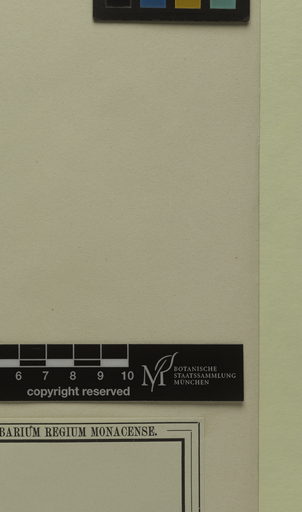 6 7 8 9 10
copyright reserved
M
BOTANISCHE
STAATSSAMMLUNG
MÜNCHEN
BARIUM REGIUM MONACENSE.